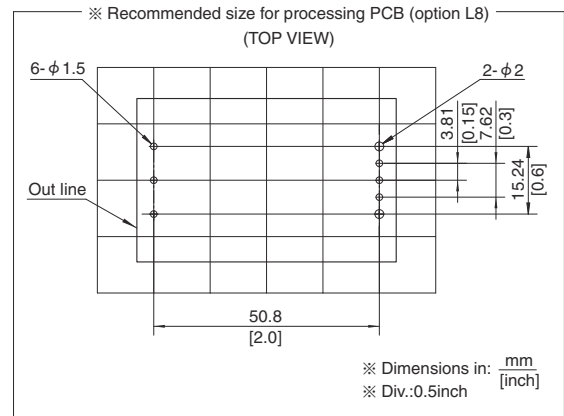 ※ Recommended size for processing PCB (option L8)
(TOP VIEW)
6-φ1.5
2-φ2
3.81
[0.15]
7.62
[0.3]
15.24
[0.6]
Out line
50.8
[2.0]
※ Dimensions in: mm
[inch]
※ Div.:0.5inch